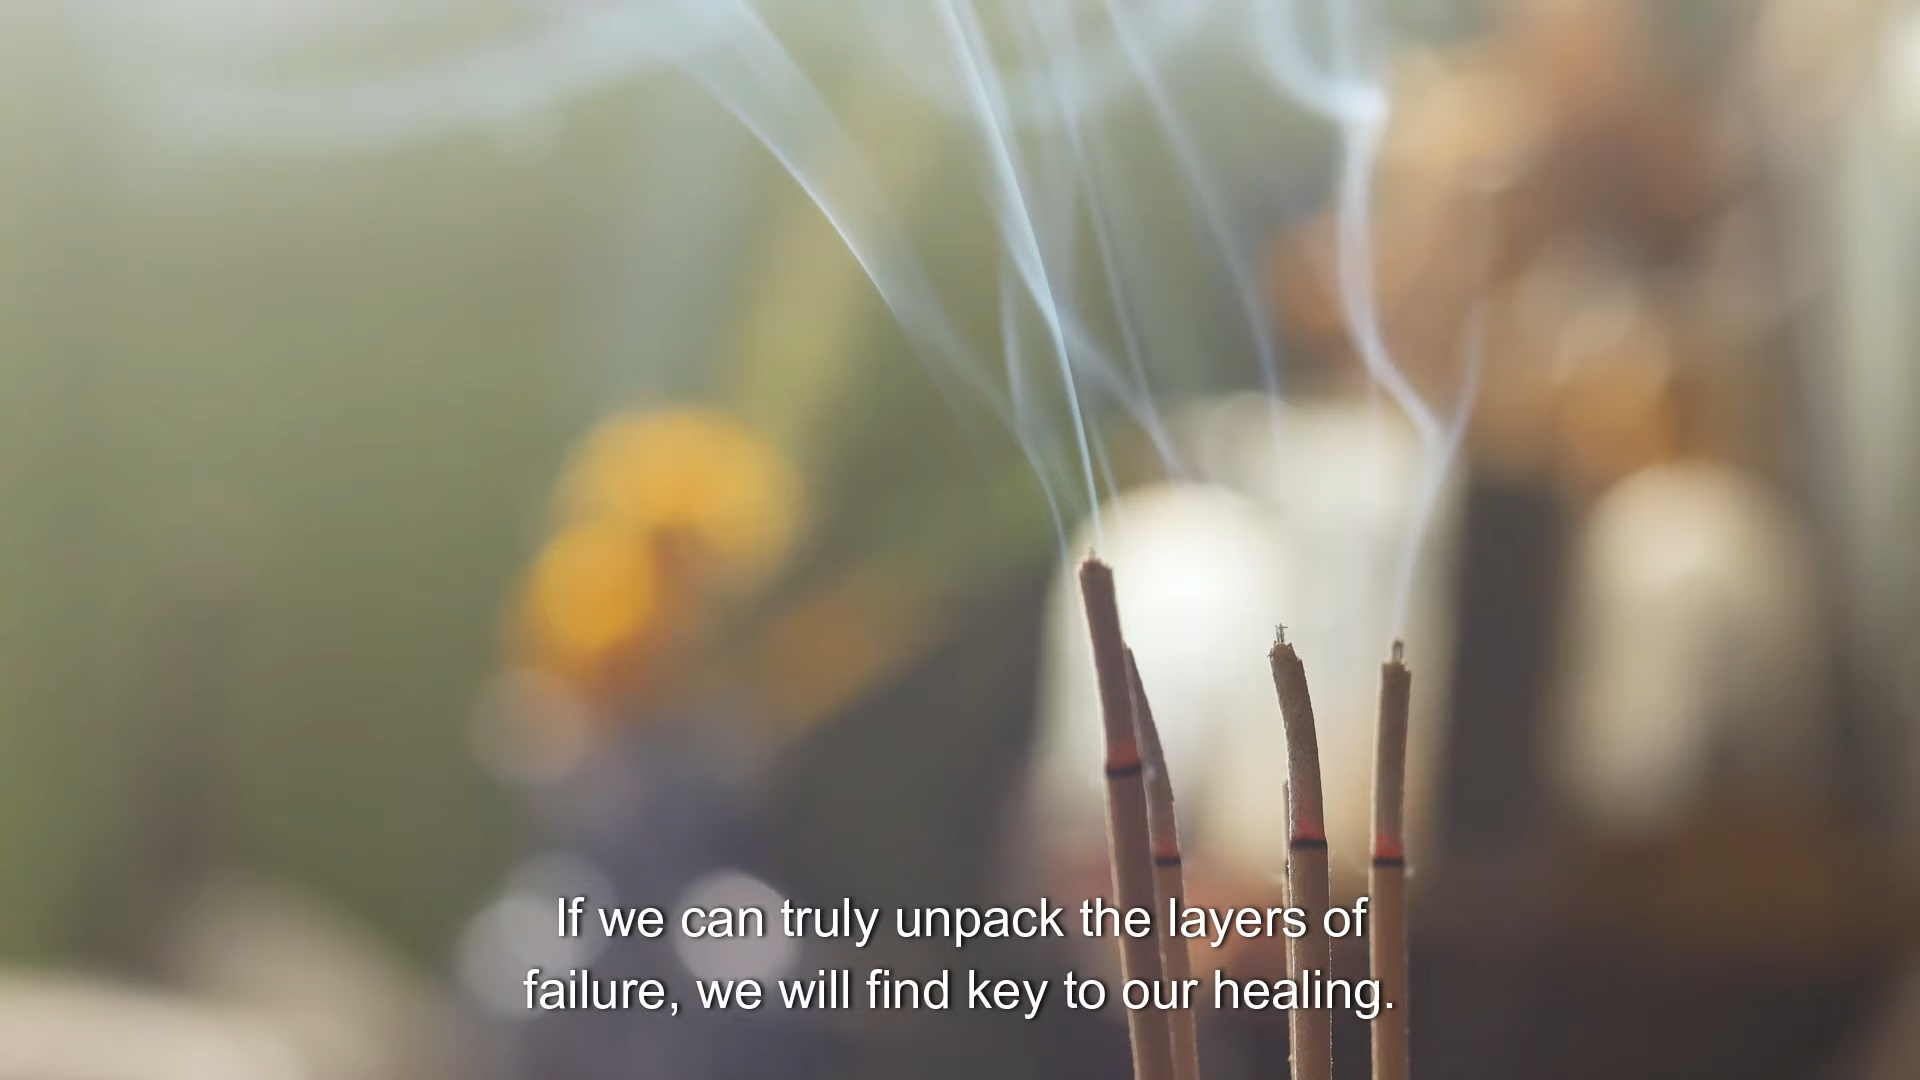 If we can truly unpack the layers of
failure, we will find key to our healing.